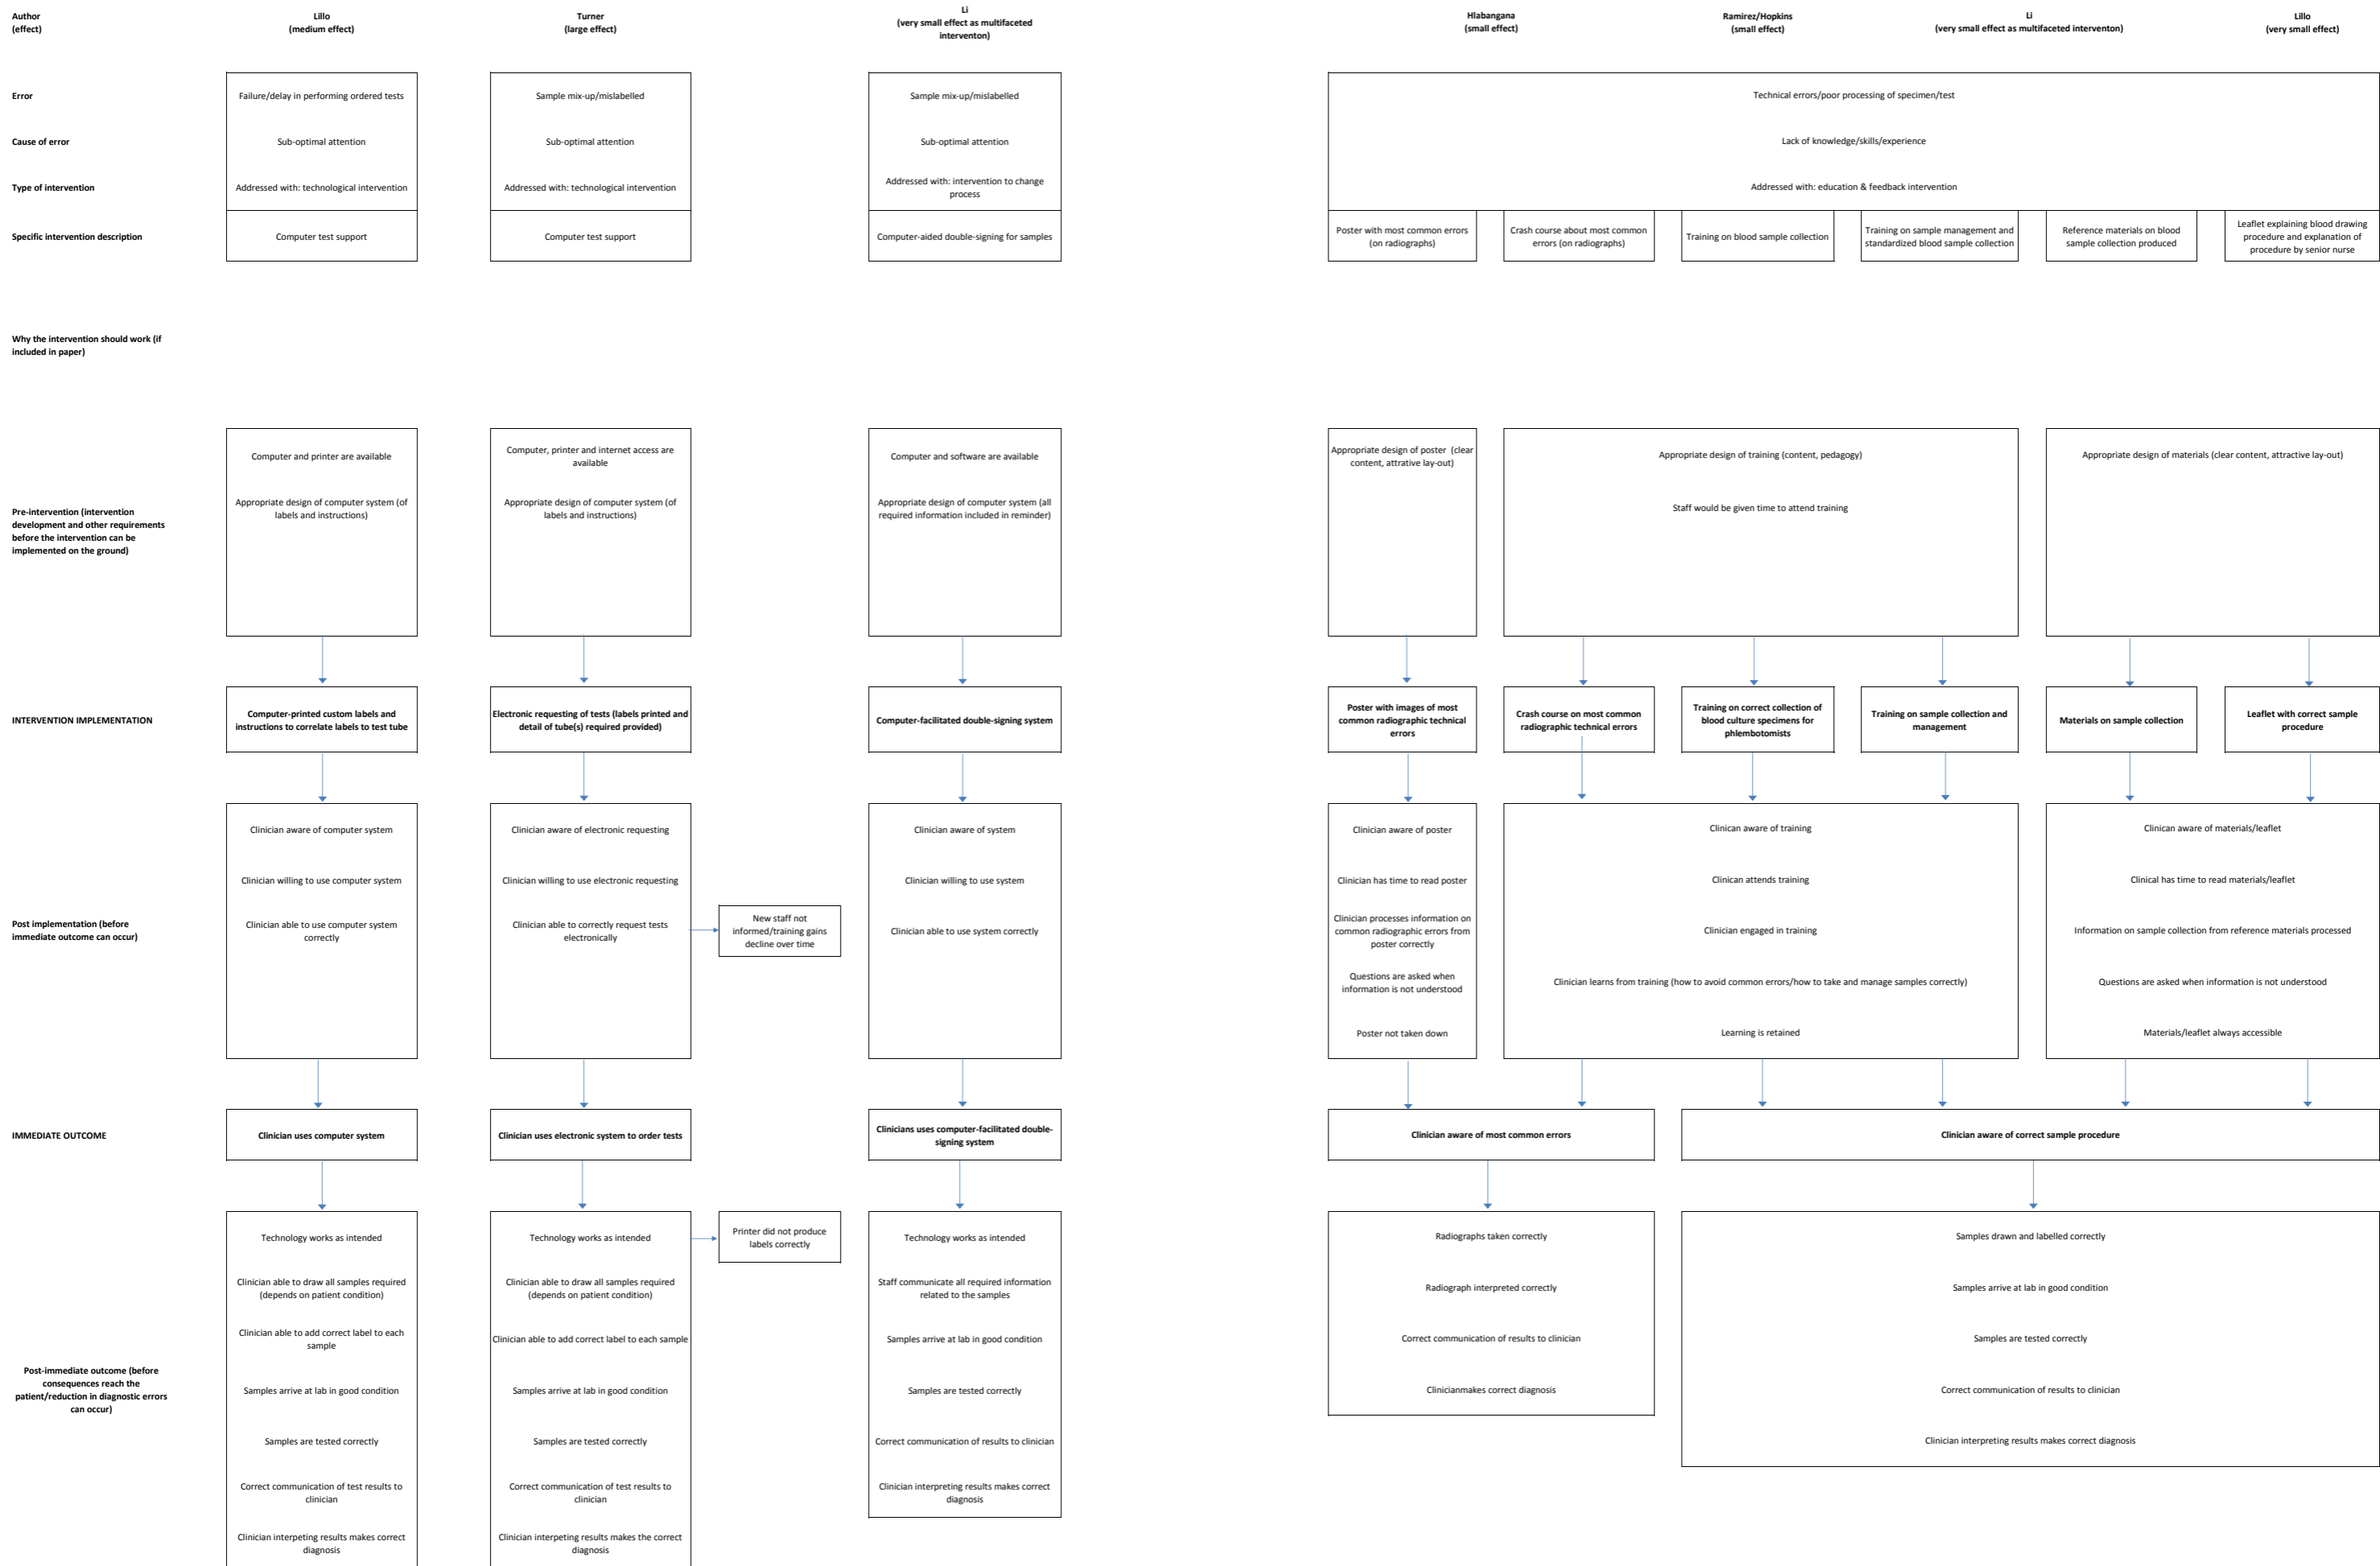 Author
(effect)
Lillo
(medium effect)
Turner
(large effect)
Li
(very small effect as multifaceted
interventon)
Hlabangana
(small effect)
Ramirez/Hopkins
(small effect)
Li
(very small effect as multifaceted interventon)
Lillo
(very small effect)
Error
Failure/delay in performing ordered tests
Sample mix-up/mislabelled
Sample mix-up/mislabelled
Technical errors/poor processing of specimen/test
Cause of error
Sub-optimal attention
Sub-optimal attention
Sub-optimal attention
Lack of knowledge/skills/experience
Type of intervention
Addressed with: technological intervention
Addressed with: technological intervention
Addressed with: intervention to change
process
Addressed with: education & feedback intervention
Specific intervention description
Computer test support
Computer test support
Computer-aided double-signing for samples
Poster with most common errors
(on radiographs)
Crash course about most common
errors (on radiographs)
Training on blood sample collection
Training on sample management and
standardized blood sample collection
Reference materials on blood
sample collection produced
Leaflet explaining blood drawing
procedure and explanation of
procedure by senior nurse
Why the intervention should work (if
included in paper)
Pre-intervention (intervention
development and other requirements
before the intervention can be
implemented on the ground)
Computer and printer are available
Appropriate design of computer system (of
labels and instructions)
Computer, printer and internet access are
available
Appropriate design of computer system (of
labels and instructions)
Computer and software are available
Appropriate design of computer system (all
required information included in reminder)
Appropriate design of poster (clear
content, attrative lay-out)
Appropriate design of training (content, pedagogy)
Staff would be given time to attend training
Appropriate design of materials (clear content, attractive lay-out)
INTERVENTION IMPLEMENTATION
Computer-printed custom labels and
instructions to correlate labels to test tube
Electronic requesting of tests (labels printed and
detail of tube(s) required provided)
Computer-facilitated double-signing system
Poster with images of most
common radiographic technical
errors
Crash course on most common
radiographic technical errors
Training on correct collection of
blood culture specimens for
phlembotomists
Training on sample collection and
management
Materials on sample collection
Leaflet with correct sample
procedure
Post implementation (before
immediate outcome can occur)
Clinician aware of computer system
Clinician willing to use computer system
Clinician able to use computer system
correctly
Clinician aware of electronic requesting
Clinician willing to use electronic requesting
Clinician able to correctly request tests
electronically
New staff not
informed/training gains
decline over time
Clinician aware of system
Clinician willing to use system
Clinician able to use system correctly
Clinician aware of poster
Clinician has time to read poster
Clinician processes information on
common radiographic errors from
poster correctly
Questions are asked when
information is not understood
Poster not taken down
Clinican aware of training
Clinican attends training
Clinician engaged in training
Clinician learns from training (how to avoid common errors/how to take and manage samples correctly)
Learning is retained
Clinican aware of materials/leaflet
Clinical has time to read materials/leaflet
Information on sample collection from reference materials processed
Questions are asked when information is not understood
Materials/leaflet always accessible
IMMEDIATE OUTCOME
Clinician uses computer system
Clinician uses electronic system to order tests
Clinicians uses computer-facilitated double-
signing system
Clinician aware of most common errors
Clinician aware of correct sample procedure
Post-immediate outcome (before
consequences reach the
patient/reduction in diagnostic errors
can occur)
Technology works as intended
Clinician able to draw all samples required
(depends on patient condition)
Clinician able to add correct label to each
sample
Samples arrive at lab in good condition
Samples are tested correctly
Correct communication of test results to
clinician
Clinician interpeting results makes correct
diagnosis
Technology works as intended
Clinician able to draw all samples required
(depends on patient condition)
Clinician able to add correct label to each sample
Samples arrive at lab in good condition
Samples are tested correctly
Correct communication of test results to
clinician
Clinician interpeting results makes the correct
diagnosis
Printer did not produce
labels correctly
Technology works as intended
Staff communicate all required information
related to the samples
Samples arrive at lab in good condition
Samples are tested correctly
Correct communication of results to clinician
Clinician interpreting results makes correct
diagnosis
Radiographs taken correctly
Radiograph interpreted correctly
Correct communication of results to clinician
Clinicianmakes correct diagnosis
Samples drawn and labelled correctly
Samples arrive at lab in good condition
Samples are tested correctly
Correct communication of results to clinician
Clinician interpreting results makes correct diagnosis